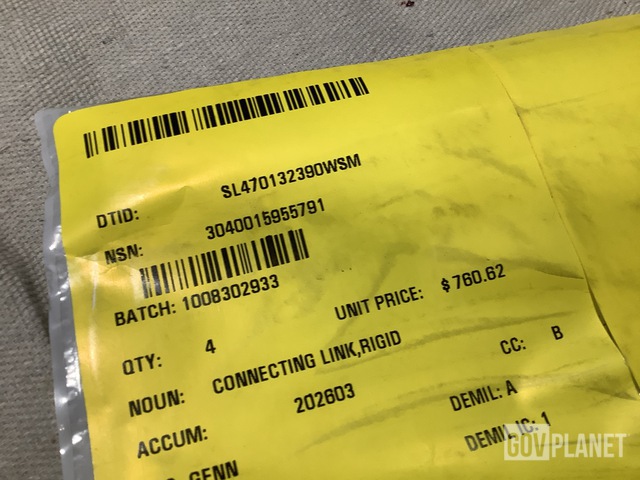 DTID: SL470132390WSM
NSN: 3040015955791
BATCH: 1008302933
UNIT PRICE: $ 760.62
QTY: 4
NOUN: CONNECTING LINK,RIGID
CC: B
ACCUM: 202603
DEMIL: A
DEMIL IC: 1
GENN
GOVPLANET